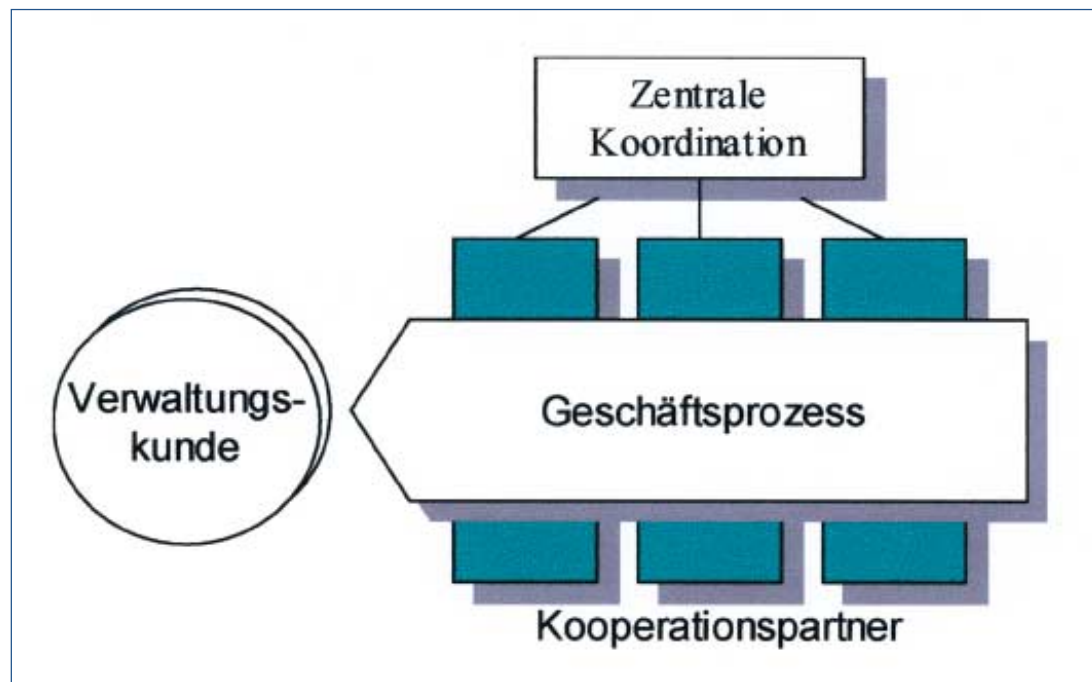 Zentrale
Koordination
Verwaltungs-
kunde
Geschäftsprozess
Kooperationspartner